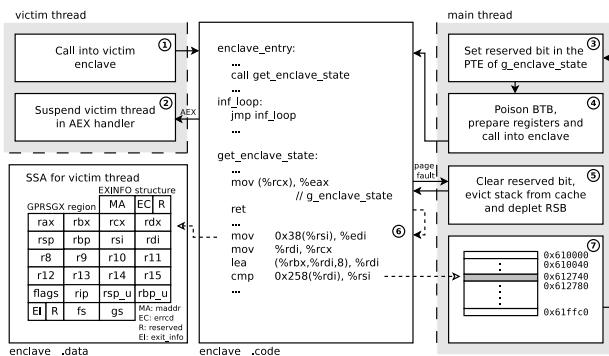 victim thread
Call into victim
enclave
①
Suspend victim thread
in AEX handler
②
AEX
SSA for victim thread
EXINFO structure
GPRSGX region
MA EC R
rax rbx rcx rdx
rsp rbp rsi rdi
r8 r9 r10 r11
r12 r13 r14 r15
flags rip rsp_u rbp_u
EI R fs gs
MA: maddr
EC: errcd
R: reserved
EI: exit_info
enclave .data
enclave_entry:
...
call get_enclave_state
...
inf_loop:
jmp inf_loop
...
get_enclave_state:
...
mov (%rcx), %eax
// g_enclave_state
ret
...
mov 0x38(%rsi), %edi
⑥
mov %rdi, %rcx
lea (%rbx,%rdi,8), %rdi
cmp 0x258(%rdi), %rsi
...
enclave .code
page
fault
main thread
Set reserved bit in the
PTE of g_enclave_state
③
Poison BTB,
prepare registers and
call into enclave
④
Clear reserved bit,
evict stack from cache
and deplet RSB
⑤
⑦
0x610000
0x610040
0x612740
0x612780
0x61ffc0